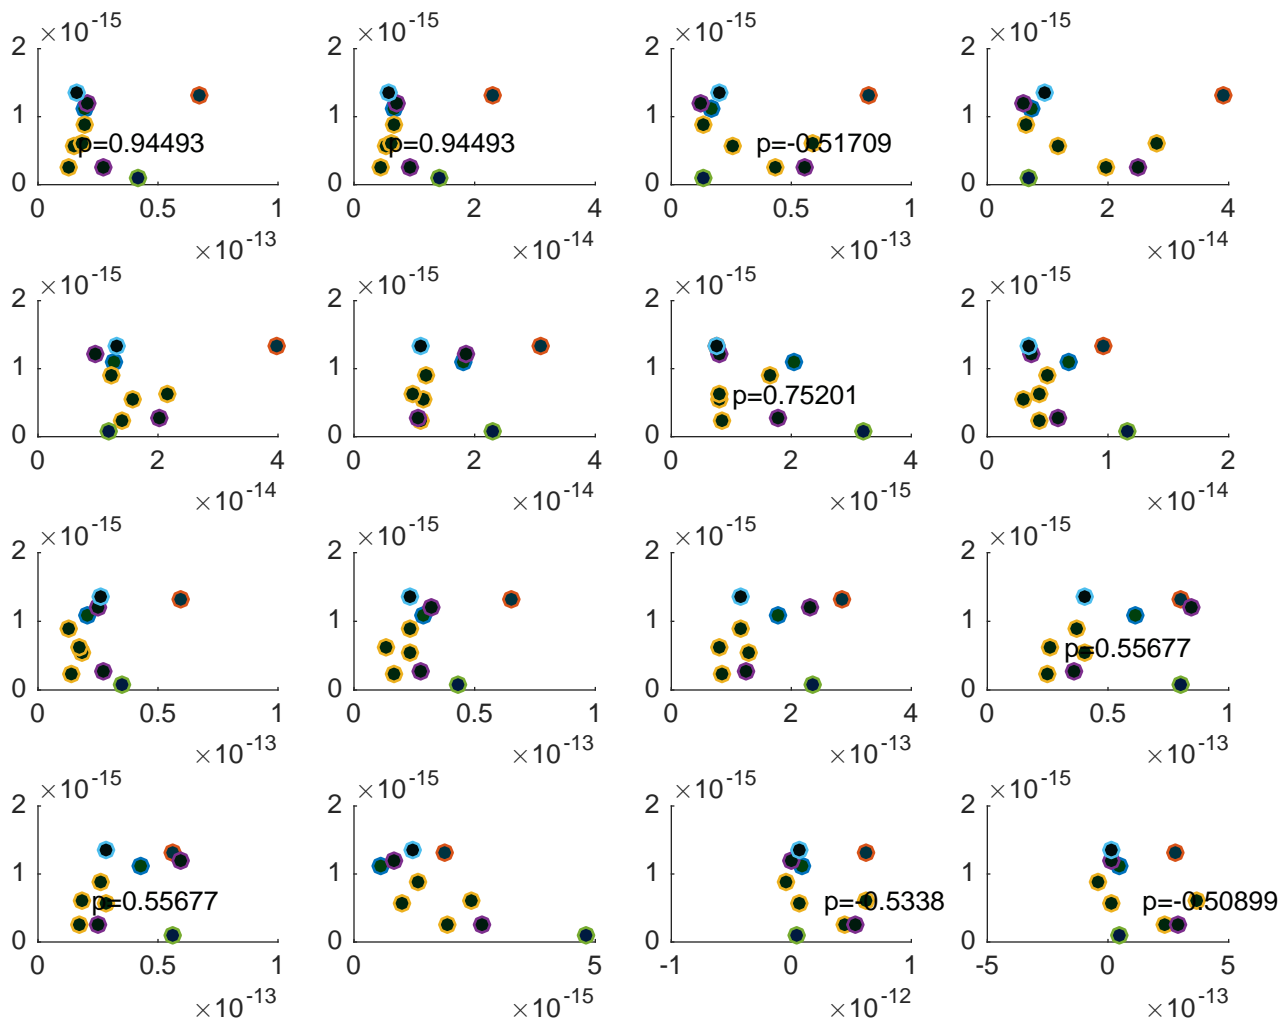 ×10^-15 ×10^-15 ×10^-15 ×10^-15
2 2 2 2
1 1 1 1
p=0.94493 p=0.94493 p=-0.51709
0 0 0 0
0 0.5 1 0 2 4 0 0.5 1 0 2 4
×10^-13 ×10^-14 ×10^-13 ×10^-14
×10^-15 ×10^-15 ×10^-15 ×10^-15
2 2 2 2
1 1 1 1
p=0.75201
0 0 0 0
0 2 4 0 2 4 0 2 4 0 1 2
×10^-14 ×10^-14 ×10^-15 ×10^-14
×10^-15 ×10^-15 ×10^-15 ×10^-15
2 2 2 2
1 1 1 1
p=0.55677
0 0 0 0
0 0.5 1 0 0.5 1 0 2 4 0 0.5 1
×10^-13 ×10^-13 ×10^-13 ×10^-13
×10^-15 ×10^-15 ×10^-15 ×10^-15
2 2 2 2
1 1 1 1
p=0.55677 p=-0.5338 p=-0.50899
0 0 0 0
0 0.5 1 0 5 -1 0 1 -5 0 5
×10^-13 ×10^-15 ×10^-12 ×10^-13